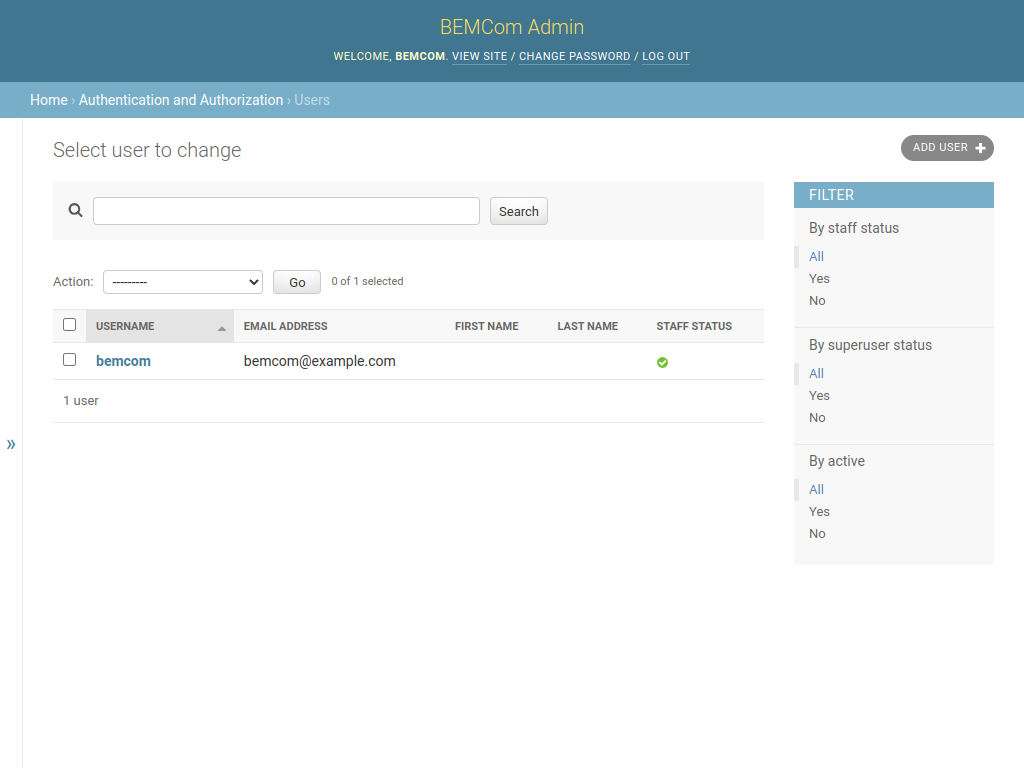 BEMCom Admin
WELCOME, BEMCOM. VIEW SITE / CHANGE PASSWORD / LOG OUT
Home › Authentication and Authorization › Users
Select user to change
ADD USER
Search
Action: --------- Go 0 of 1 selected
USERNAME EMAIL ADDRESS FIRST NAME LAST NAME STAFF STATUS
bemcom bemcom@example.com
1 user
»
FILTER
By staff status
All
Yes
No
By superuser status
All
Yes
No
By active
All
Yes
No